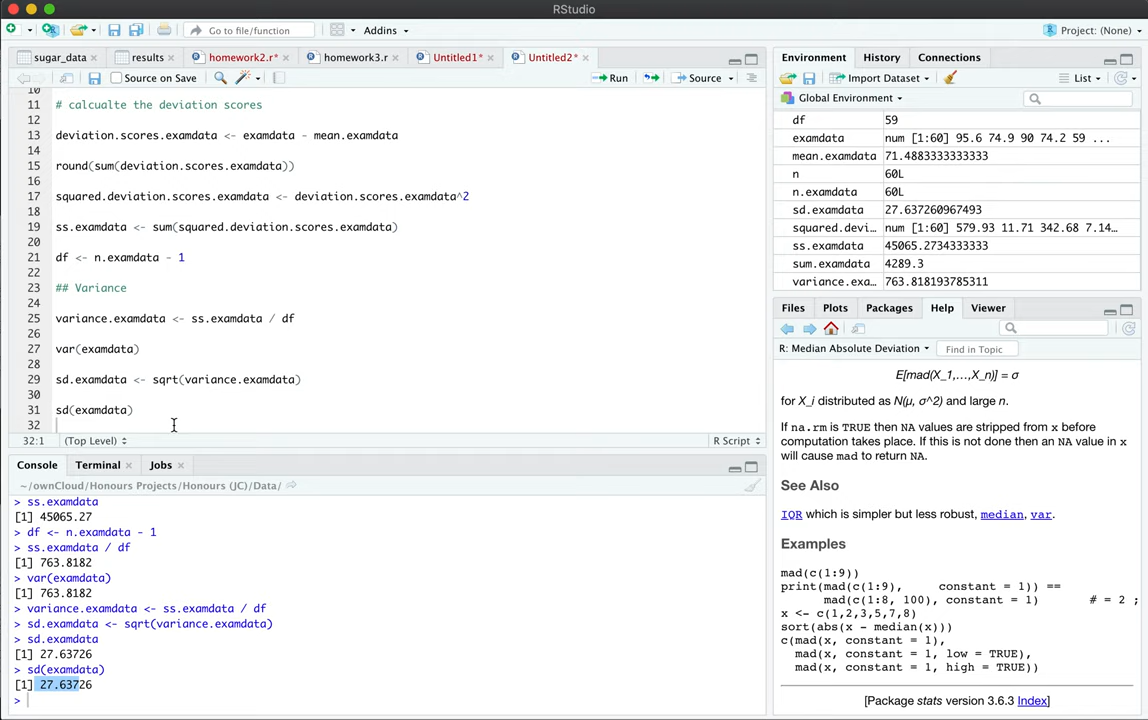 RStudio
Go to file/function
Addins
Project: (None)
sugar_data
results
homework2.r*
homework3.r
Untitled1*
Untitled2*
Source on Save
Run
Source
10
11 # calcualte the deviation scores
12
13 deviation.scores.examdata <- examdata - mean.examdata
14
15 round(sum(deviation.scores.examdata))
16
17 squared.deviation.scores.examdata <- deviation.scores.examdata^2
18
19 ss.examdata <- sum(squared.deviation.scores.examdata)
20
21 df <- n.examdata - 1
22
23 ## Variance
24
25 variance.examdata <- ss.examdata / df
26
27 var(examdata)
28
29 sd.examdata <- sqrt(variance.examdata)
30
31 sd(examdata)
32
32:1 (Top Level)
R Script
Console Terminal Jobs
~/ownCloud/Honours Projects/Honours (JC)/Data/
> ss.examdata
[1] 45065.27
> df <- n.examdata - 1
> ss.examdata / df
[1] 763.8182
> var(examdata)
[1] 763.8182
> variance.examdata <- ss.examdata / df
> sd.examdata <- sqrt(variance.examdata)
> sd.examdata
[1] 27.63726
> sd(examdata)
[1] 27.63726
>
Environment History Connections
Import Dataset
List
Global Environment
df 59
examdata num [1:60] 95.6 74.9 90 74.2 59 ...
mean.examdata 71.4883333333333
n 60L
n.examdata 60L
sd.examdata 27.637260967493
squared.devi… num [1:60] 579.93 11.71 342.68 7.14…
ss.examdata 45065.2734333333
sum.examdata 4289.3
variance.exa… 763.818193785311
Files Plots Packages Help Viewer
R: Median Absolute Deviation
Find in Topic
E[mad(X_1,…,X_n)] = σ
for X_i distributed as N(μ, σ^2) and large n.
If na.rm is TRUE then NA values are stripped from x before
computation takes place. If this is not done then an NA value in x
will cause mad to return NA.
See Also
IQR which is simpler but less robust, median, var.
Examples
mad(c(1:9))
print(mad(c(1:9), constant = 1)) ==
mad(c(1:8, 100), constant = 1) # = 2 ;
x <- c(1,2,3,5,7,8)
sort(abs(x - median(x)))
c(mad(x, constant = 1),
mad(x, constant = 1, low = TRUE),
mad(x, constant = 1, high = TRUE))
[Package stats version 3.6.3 Index]